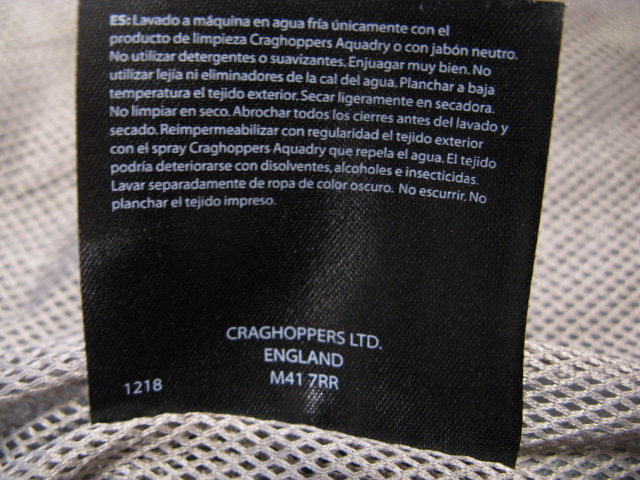 ES: Lavado a máquina en agua fría únicamente con el
producto de limpieza Craghoppers Aquadry o con jabón neutro.
No utilizar detergentes o suavizantes. Enjuagar muy bien. No
utilizar lejía ni eliminadores de la cal del agua. Planchar a baja
temperatura el tejido exterior. Secar ligeramente en secadora.
No limpiar en seco. Abrochar todos los cierres antes del lavado y
secado. Reimpermeabilizar con regularidad el tejido exterior
con el spray Craghoppers Aquadry que repela el agua. El tejido
podría deteriorarse con disolventes, alcoholes e insecticidas.
Lavar separadamente de ropa de color oscuro. No escurrir. No
planchar el tejido impreso.
CRAGHOPPERS LTD.
ENGLAND
M41 7RR
1218